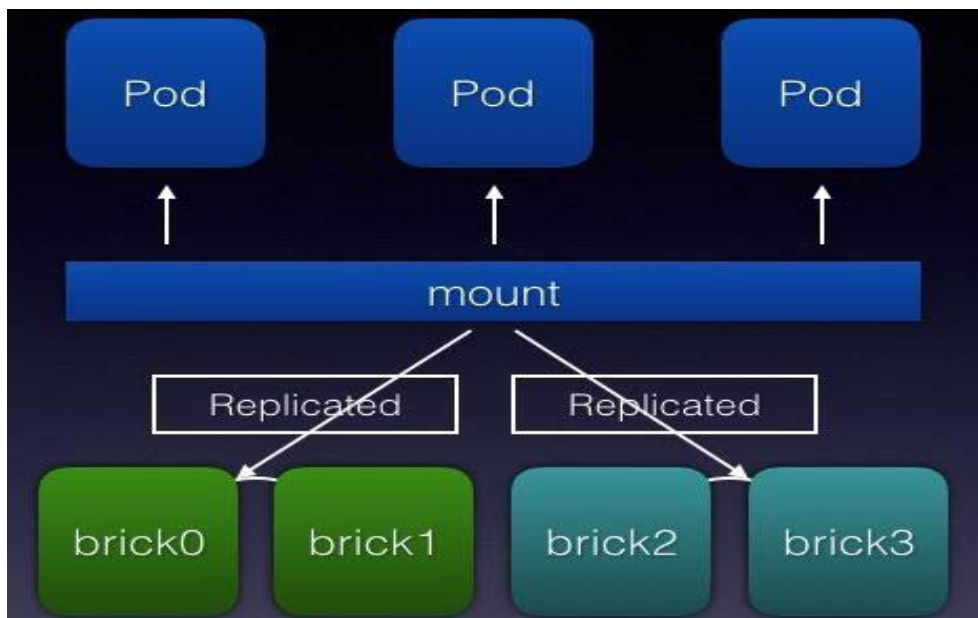 Pod
Pod
Pod
mount
Replicated
Replicated
brick0
brick1
brick2
brick3